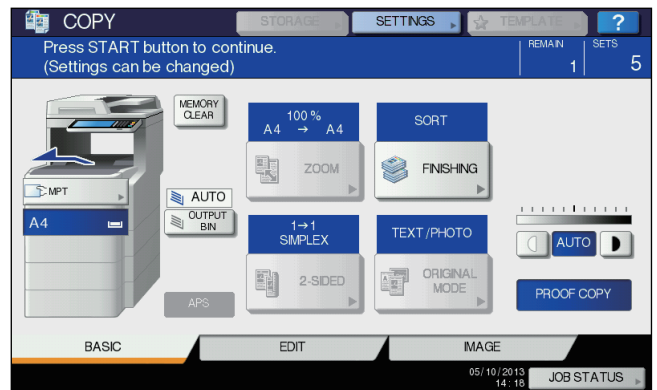 COPY
STORAGE
SETTINGS
TEMPLATE
?
Press START button to continue.
(Settings can be changed)
REMAIN
1
SETS
5
MEMORY
CLEAR
100 %
A4 → A4
ZOOM
SORT
FINISHING
MPT
A4
AUTO
OUTPUT
BIN
APS
1→1
SIMPLEX
2-SIDED
TEXT/PHOTO
ORIGINAL
MODE
AUTO
PROOF COPY
BASIC
EDIT
IMAGE
05/10/2013
14:18
JOB STATUS